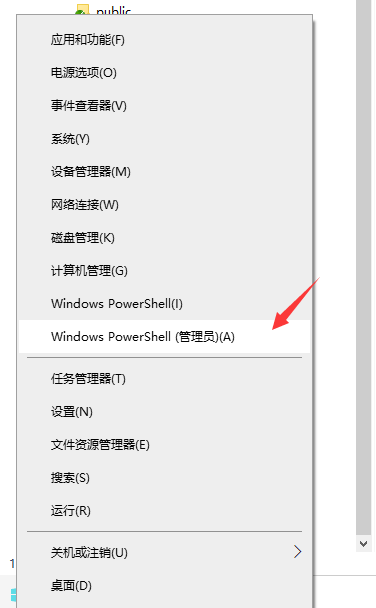 public
应用和功能(F)
电源选项(O)
事件查看器(V)
系统(Y)
设备管理器(M)
网络连接(W)
磁盘管理(K)
计算机管理(G)
Windows PowerShell(I)
Windows PowerShell (管理员)(A)
任务管理器(T)
设置(N)
文件资源管理器(E)
搜索(S)
运行(R)
关机或注销(U)
1
桌面(D)